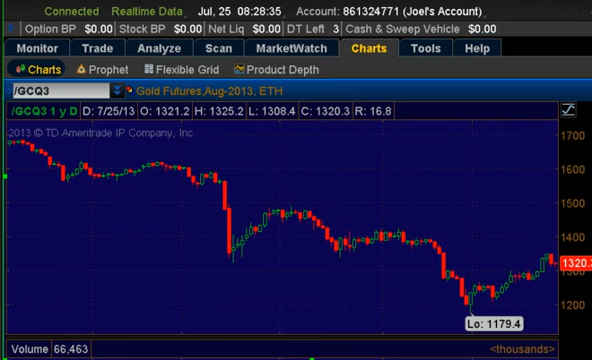 Connected Realtime Data Jul, 25 08:28:35 Account: 861324771 (Joel's Account)
Option BP $0.00 Stock BP $0.00 Net Liq $0.00 DT Left 3 Cash & Sweep Vehicle $0.00
Monitor Trade Analyze Scan MarketWatch Charts Tools Help
Charts Prophet Flexible Grid Product Depth
/GCQ3 Gold Futures,Aug-2013, ETH
/GCQ3 1 y D D: 7/25/13 O: 1321.2 H: 1325.2 L: 1308.4 C: 1320.3 R: 16.8
2013 © TD Ameritrade IP Company, Inc.
1700
1600
1500
1400
1300
1320.3
1200
Lo: 1179.4
Volume 66,463 <thousands>